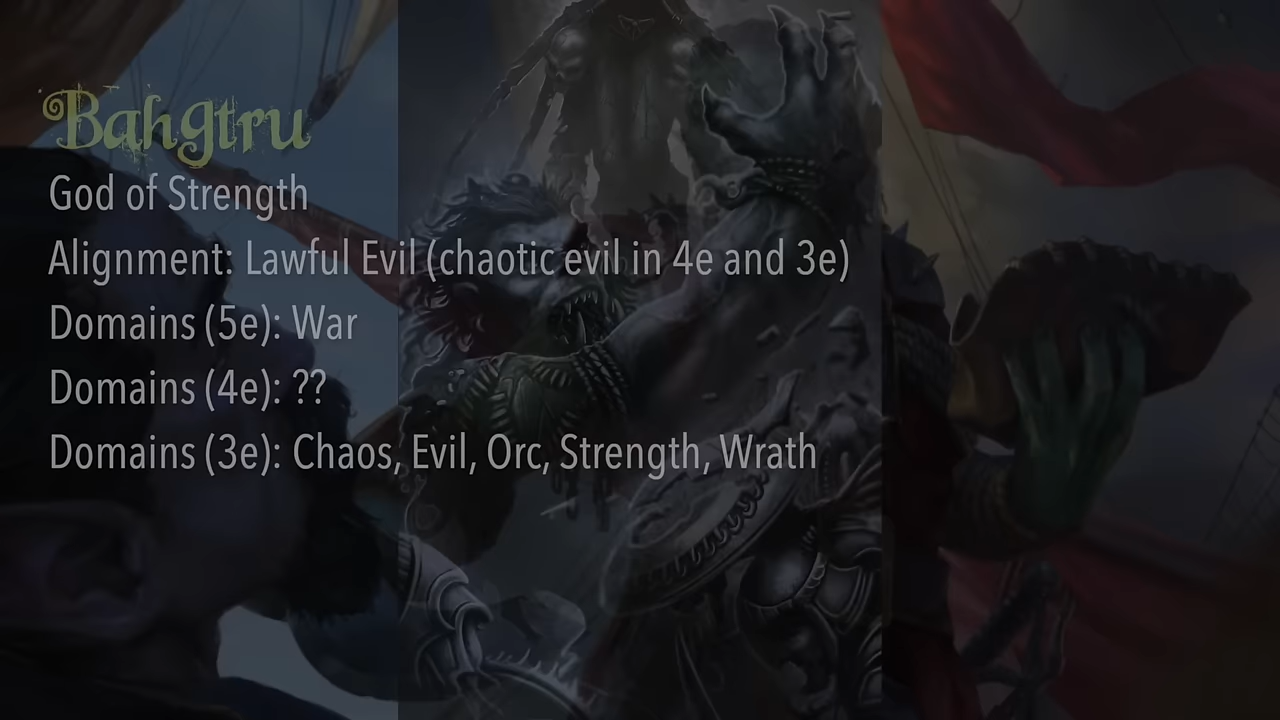 Bahgtru
God of Strength
Alignment: Lawful Evil (chaotic evil in 4e and 3e)
Domains (5e): War
Domains (4e): ??
Domains (3e): Chaos, Evil, Orc, Strength, Wrath